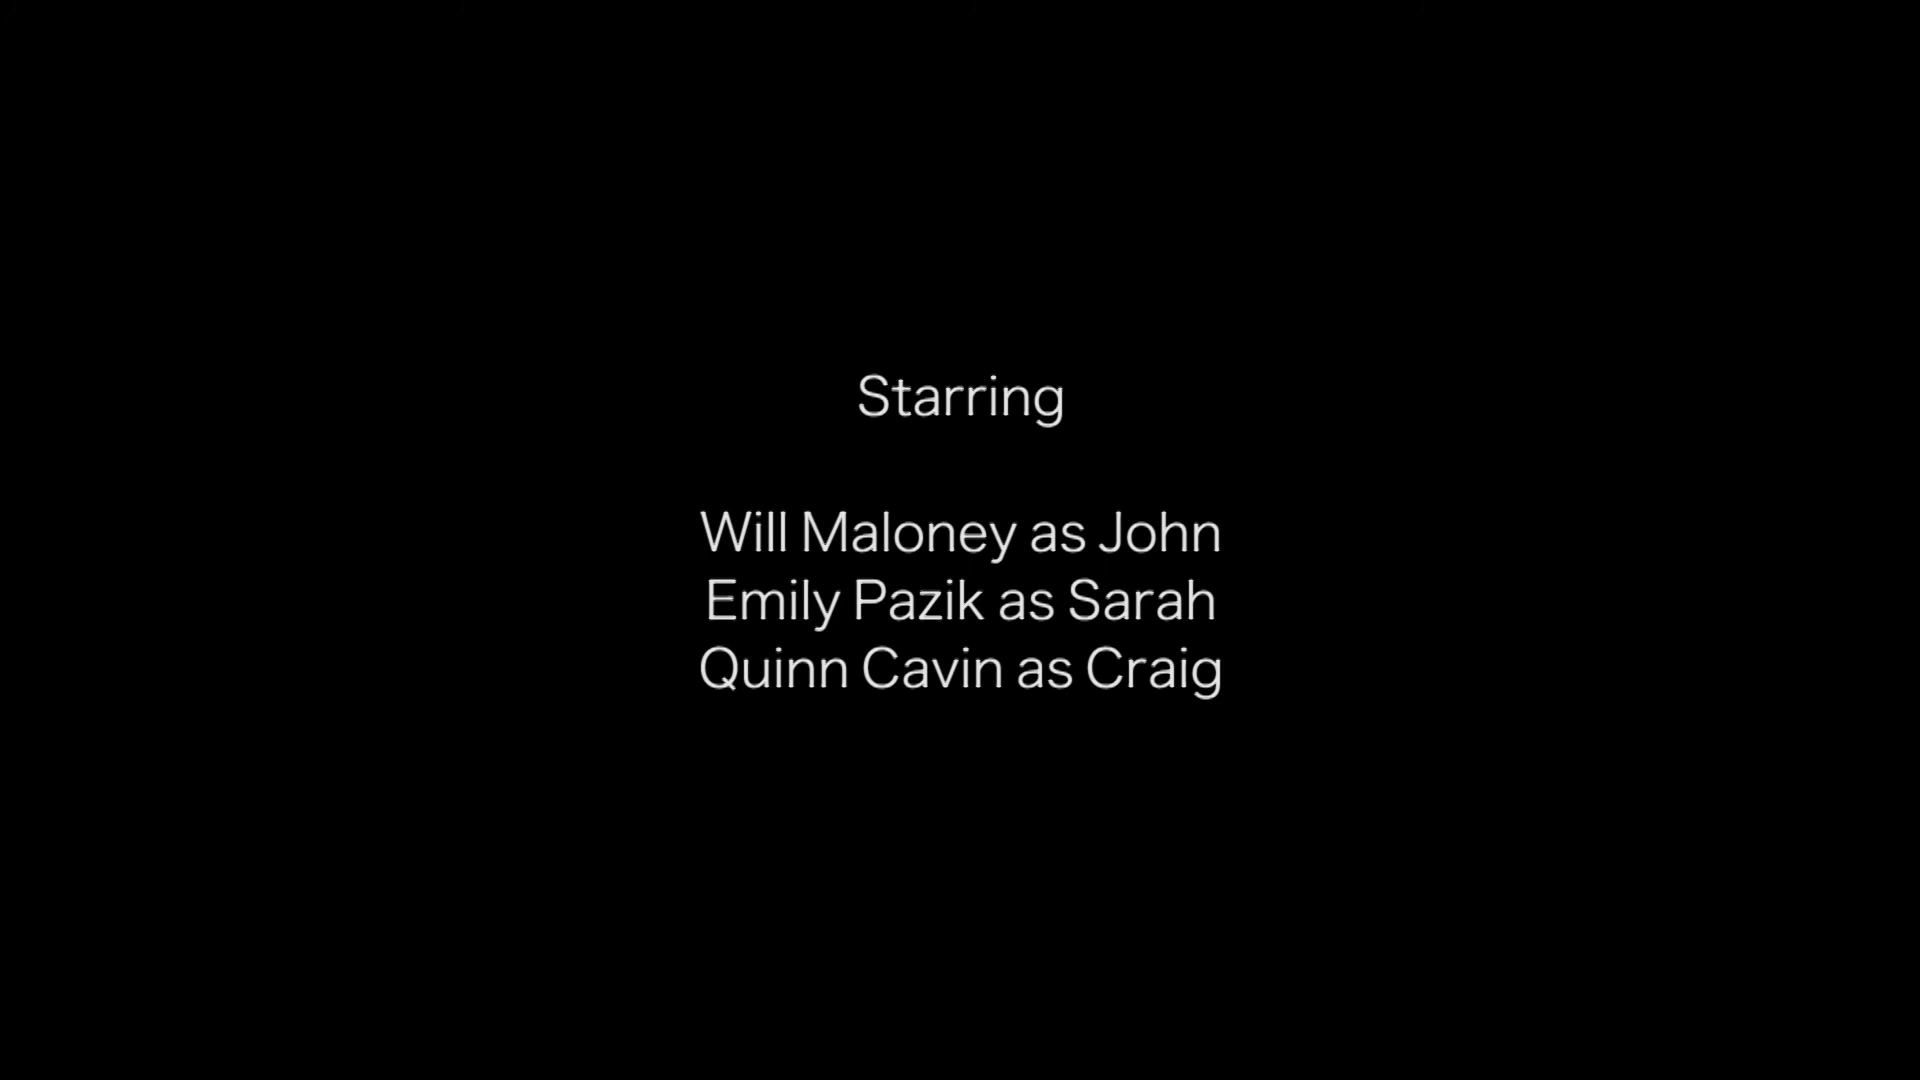 Starring
Will Maloney as John
Emily Pazik as Sarah
Quinn Cavin as Craig